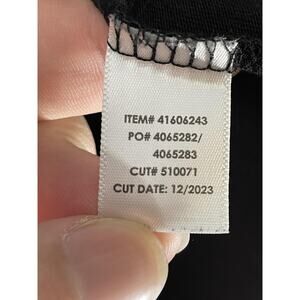 ITEM# 41606243
PO# 4065282/
4065283
CUT# 510071
CUT DATE: 12/2023